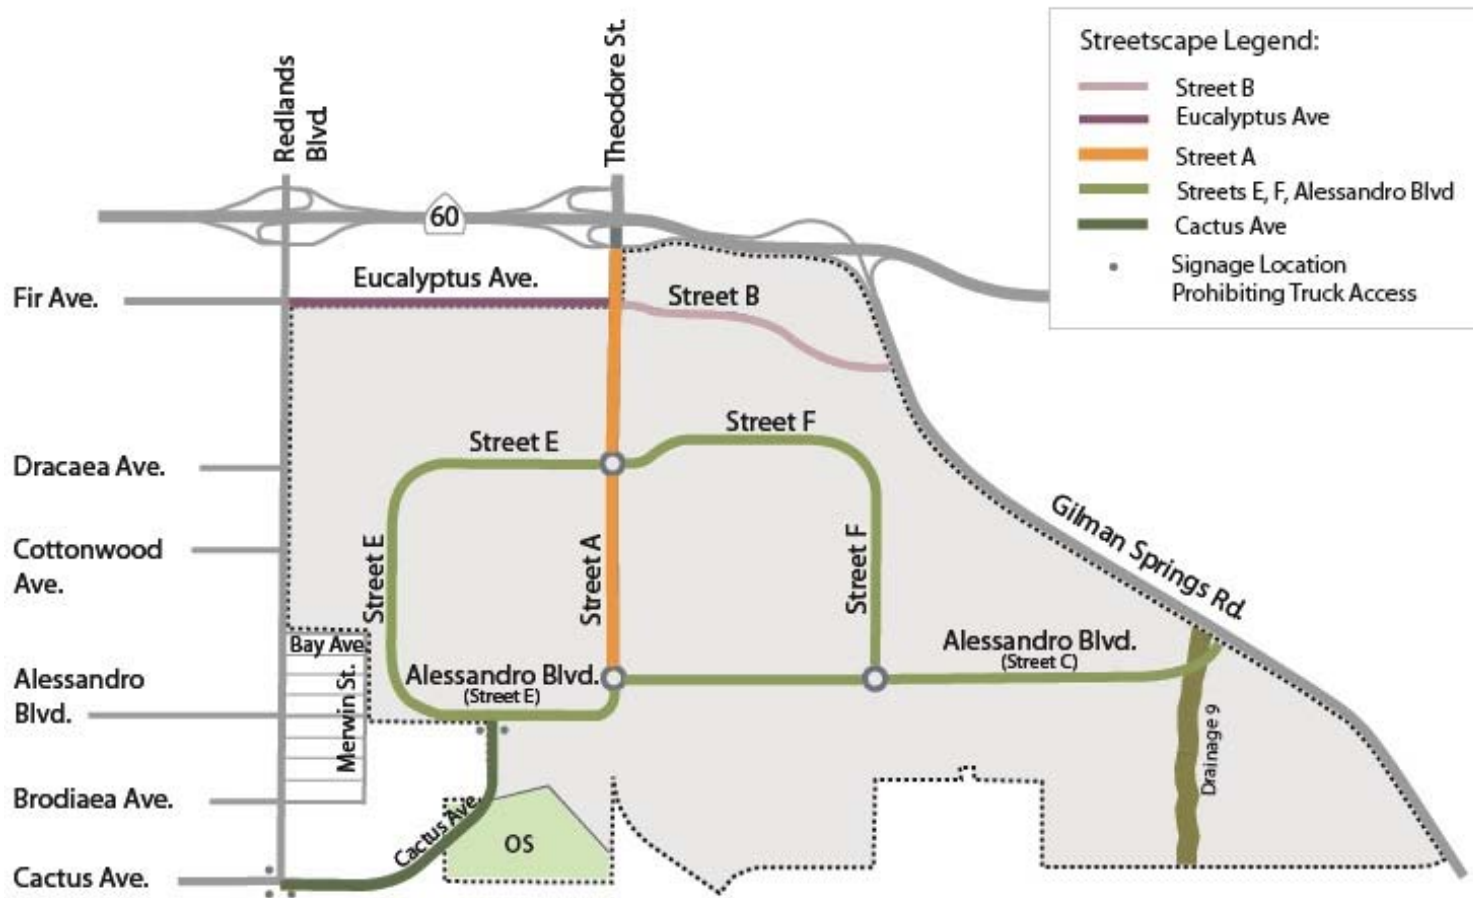 Redlands
Blvd.
Theodore St.
Streetscape Legend:
Street B
Eucalyptus Ave
Street A
Streets E, F, Alessandro Blvd
Cactus Ave
Signage Location
Prohibiting Truck Access
60
Eucalyptus Ave.
Fir Ave.
Street B
Street F
Street E
Dracaea Ave.
Gilman Springs Rd.
Cottonwood
Ave.
Street E
Street A
Street F
Bay Ave.
Alessandro Blvd.
(Street C)
Alessandro
Blvd.
Merwin St.
Alessandro Blvd.
(Street E)
Drainage 9
Brodiaea Ave.
Cactus Ave.
OS
Cactus Ave.